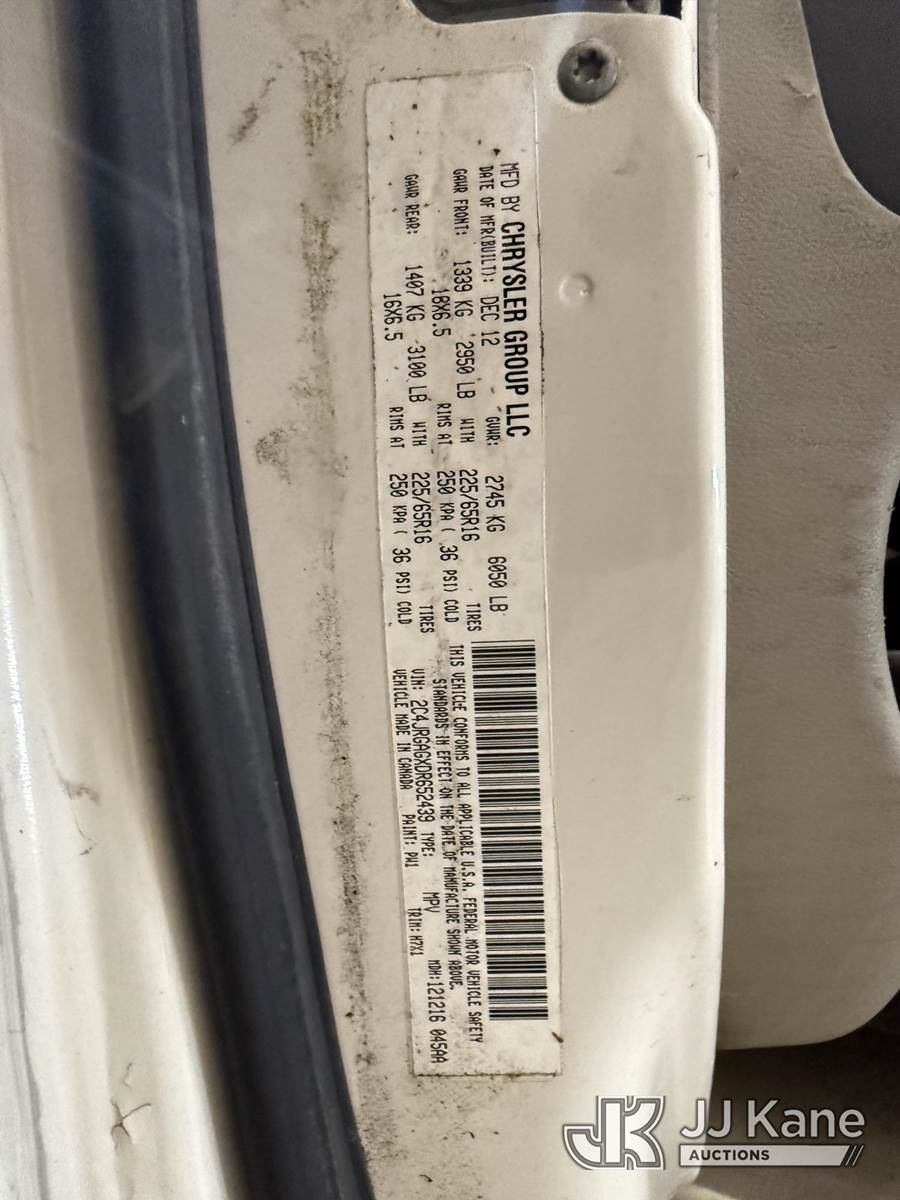 MFD BY CHRYSLER GROUP LLC
DATE OF MFR(BUILT): DEC 12 GVWR: 2745 KG 6050 LB
GAWR FRONT: 1339 KG 2950 LB WITH 225/65R16 TIRES
16X6.5 RIMS AT 250 KPA ( 36 PSI) COLD
GAWR REAR: 1407 KG 3100 LB WITH 225/65R16 TIRES
16X6.5 RIMS AT 250 KPA ( 36 PSI) COLD
THIS VEHICLE CONFORMS TO ALL APPLICABLE U.S.A. FEDERAL MOTOR VEHICLE SAFETY
STANDARDS IN EFFECT ON THE DATE OF MANUFACTURE SHOWN ABOVE.
VIN: 2C4JRGAGXDR652439 TYPE: MPV MDH:121216 045AA
VEHICLE MADE IN CANADA PAINT: PW1 TRIM: M7X1
JK JJ Kane
AUCTIONS